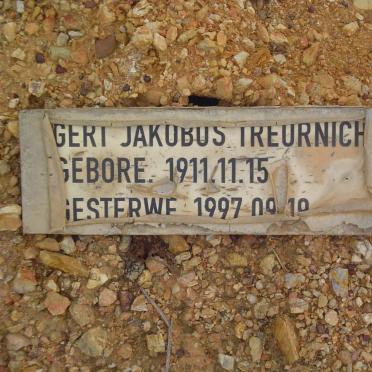 GERT JAKOBUS TREURNICH
GEBORE. 1911.11.15
GESTERWE 1997 09 19